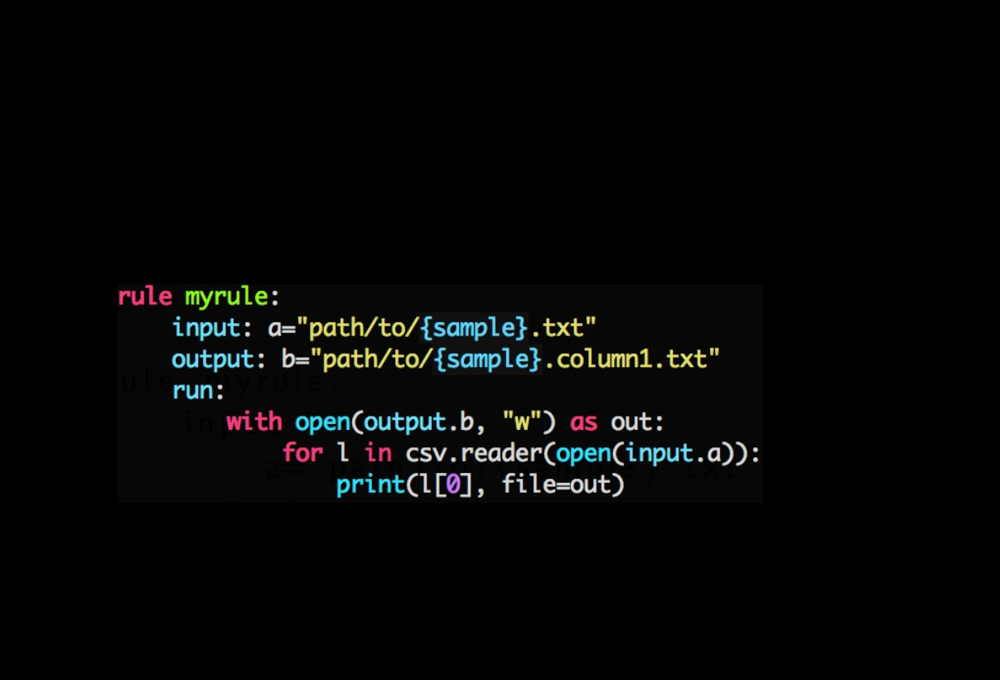 rule myrule:
    input: a="path/to/{sample}.txt"
    output: b="path/to/{sample}.column1.txt"
    run:
        with open(output.b, "w") as out:
            for l in csv.reader(open(input.a)):
                print(l[0], file=out)